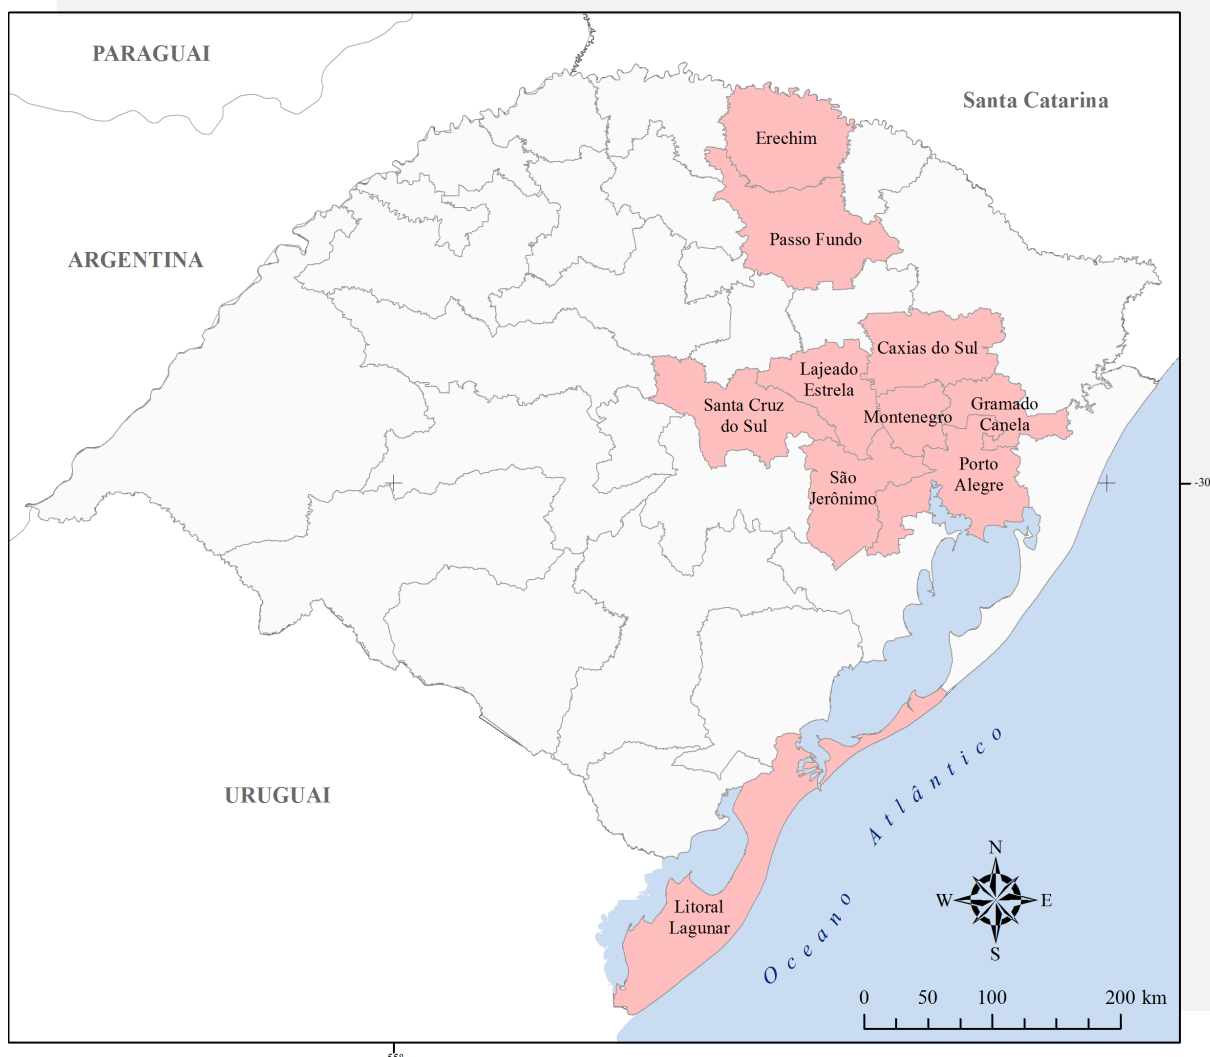 PARAGUAI
Santa Catarina
Erechim
Passo Fundo
ARGENTINA
Caxias do Sul
Lajeado
Estrela
Santa Cruz
do Sul
Montenegro
Gramado
Canela
Porto
Alegre
São
Jerônimo
-30
URUGUAI
Oceano Atlântico
Litoral
Lagunar
N
W
E
S
0 50 100 200 km